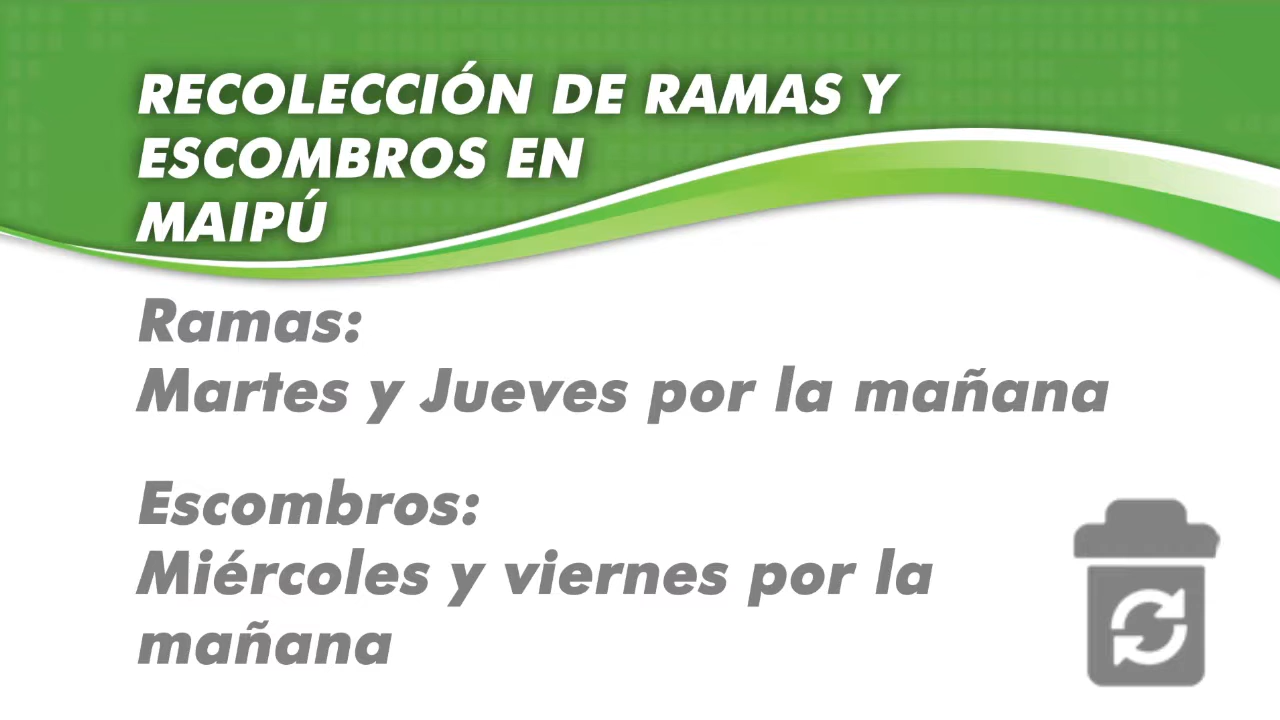 RECOLECCIÓN DE RAMAS Y
ESCOMBROS EN
MAIPÚ
Ramas:
Martes y Jueves por la mañana
Escombros:
Miércoles y viernes por la
mañana